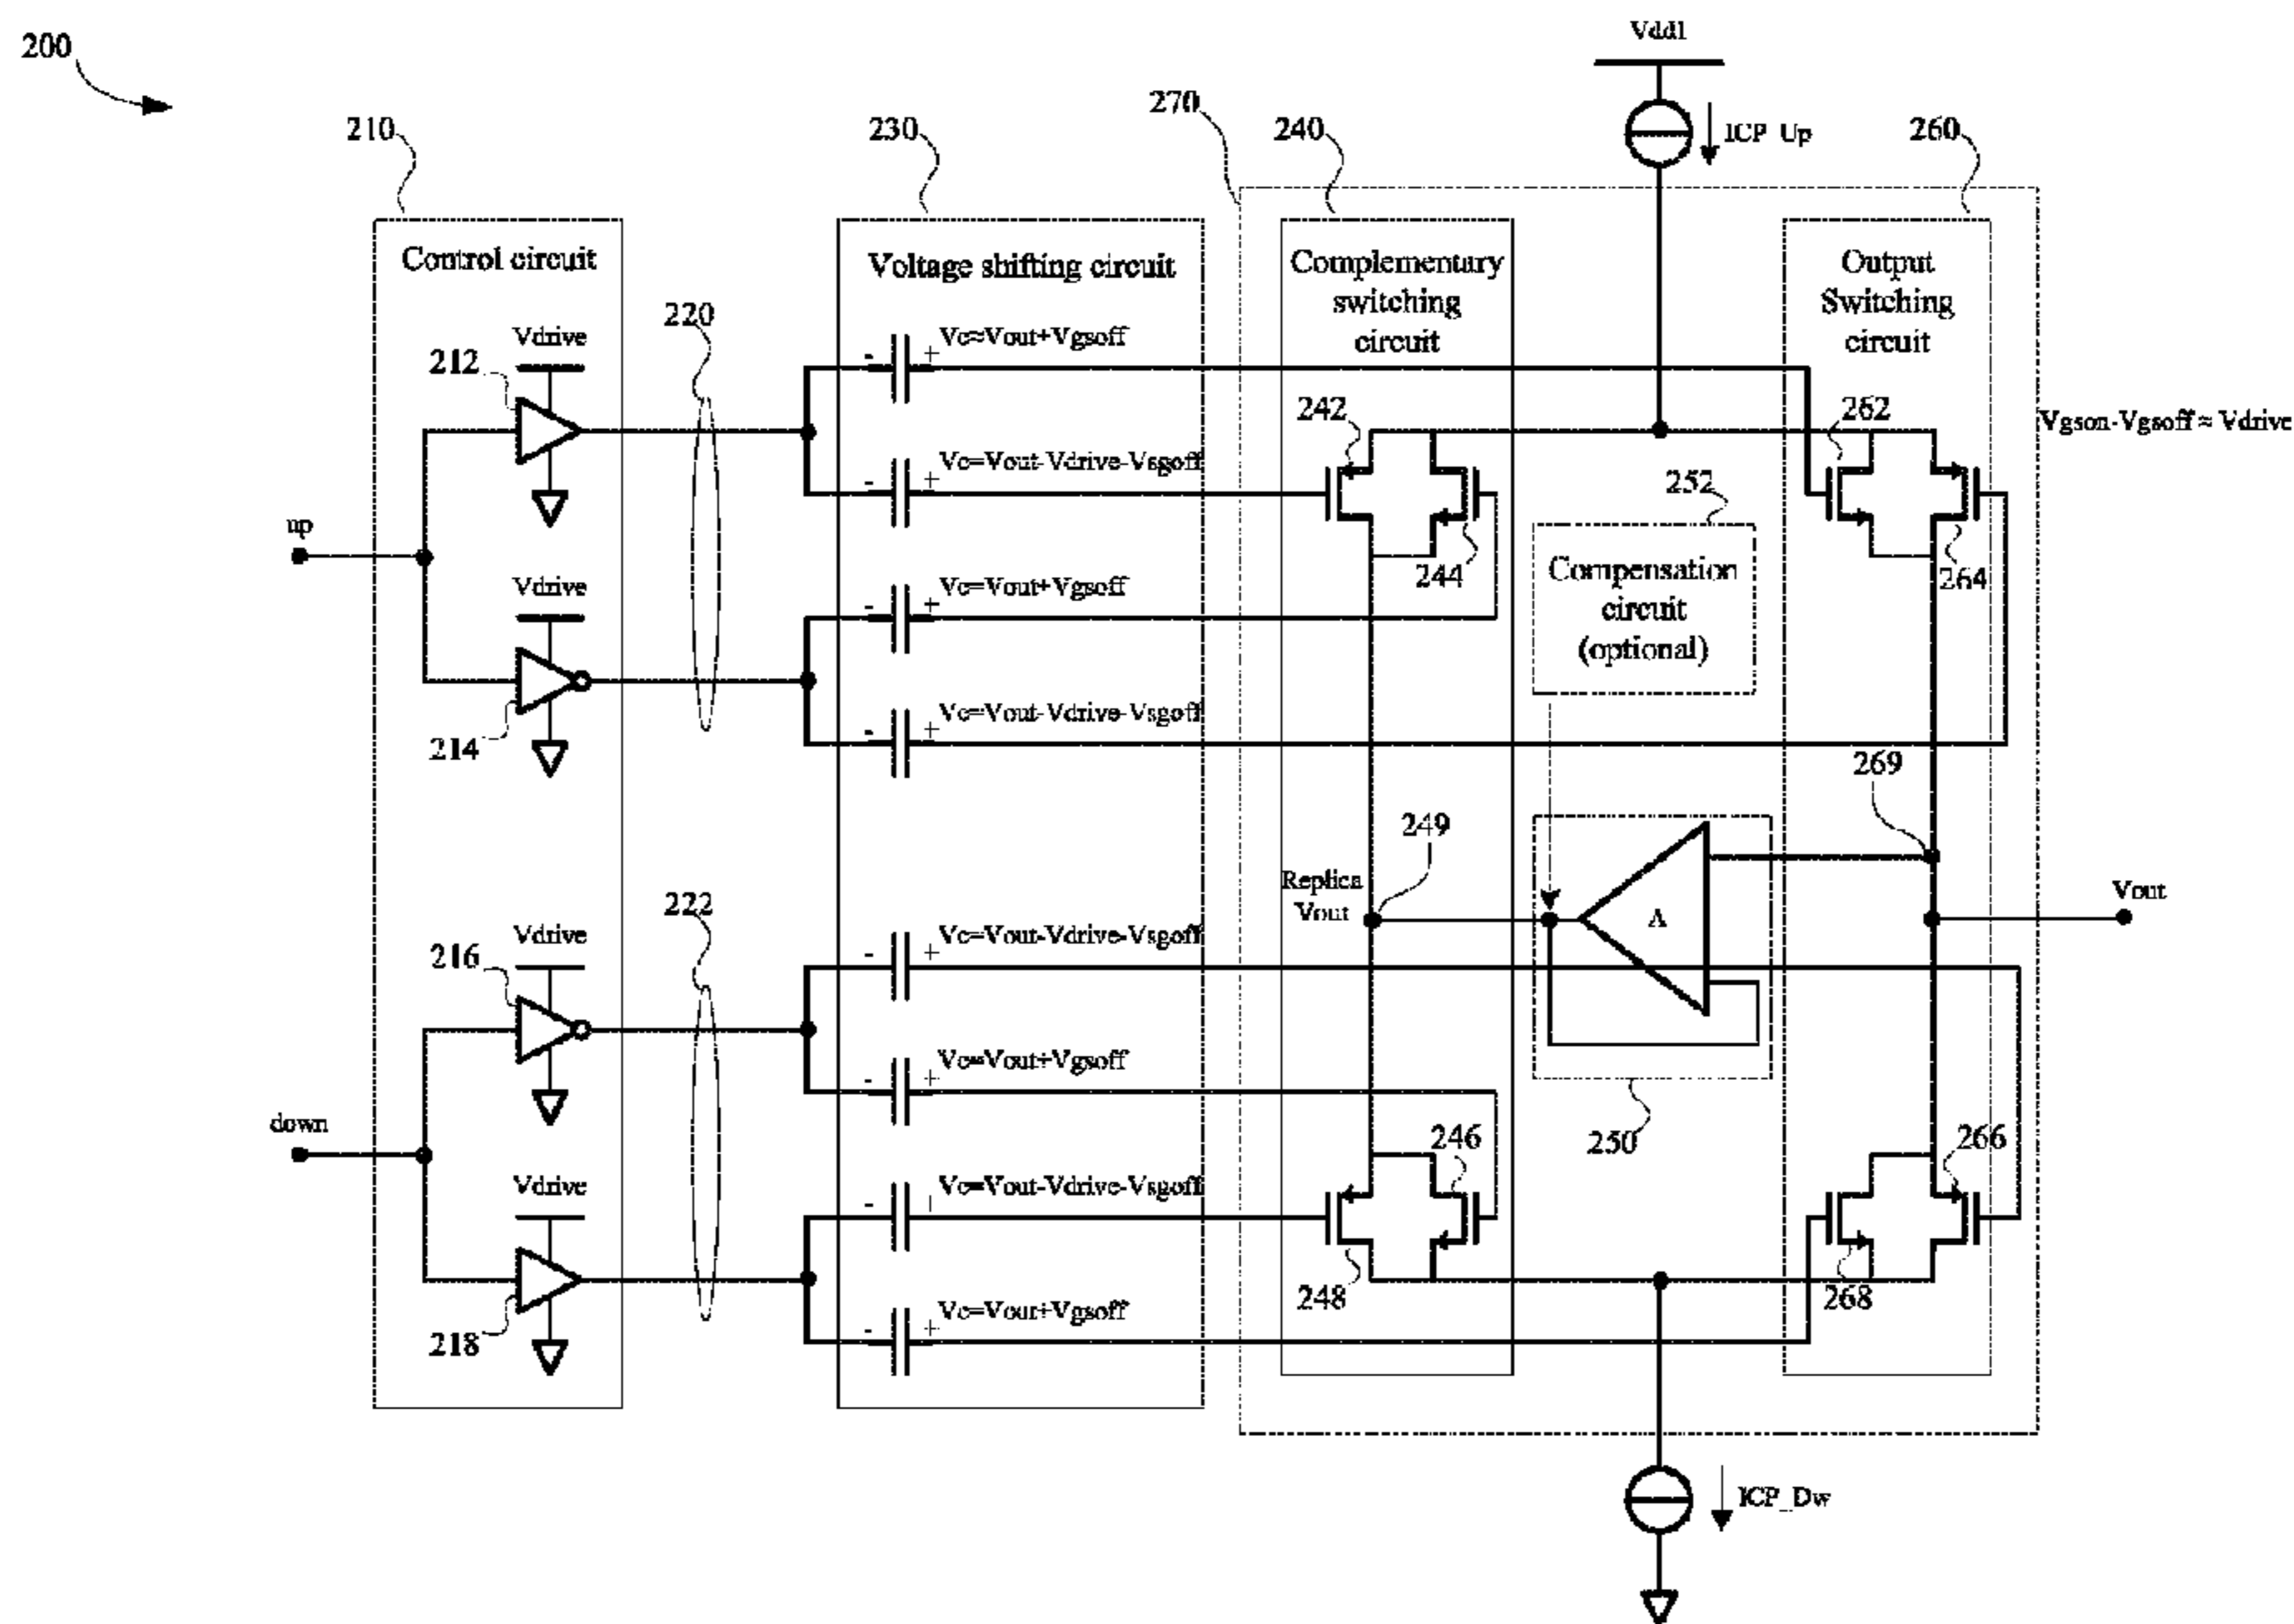 200
Vdd1
ICP_Up
210
230
270
240
260
Control circuit
Voltage shifting circuit
Complementary
switching
circuit
Output
Switching
circuit
220
Vdrive
212
- + Vc≈Vout+Vgsoff
242
262
Vgson-Vgsoff ≈ Vdrive
- + Vc=Vout-Vdrive-Vsgoff
252
up
244
264
Compensation
circuit
(optional)
Vdrive
214
- + Vc=Vout+Vgsoff
- + Vc=Vout-Vdrive-Vsgoff
269
249
Replica
Vout
A
Vout
222
Vdrive
216
- + Vc=Vout-Vdrive-Vsgoff
- + Vc=Vout+Vgsoff
down
250
246
266
Vdrive
218
- + Vc=Vout-Vdrive-Vsgoff
248
268
- + Vc=Vout+Vgsoff
ICP_Dw